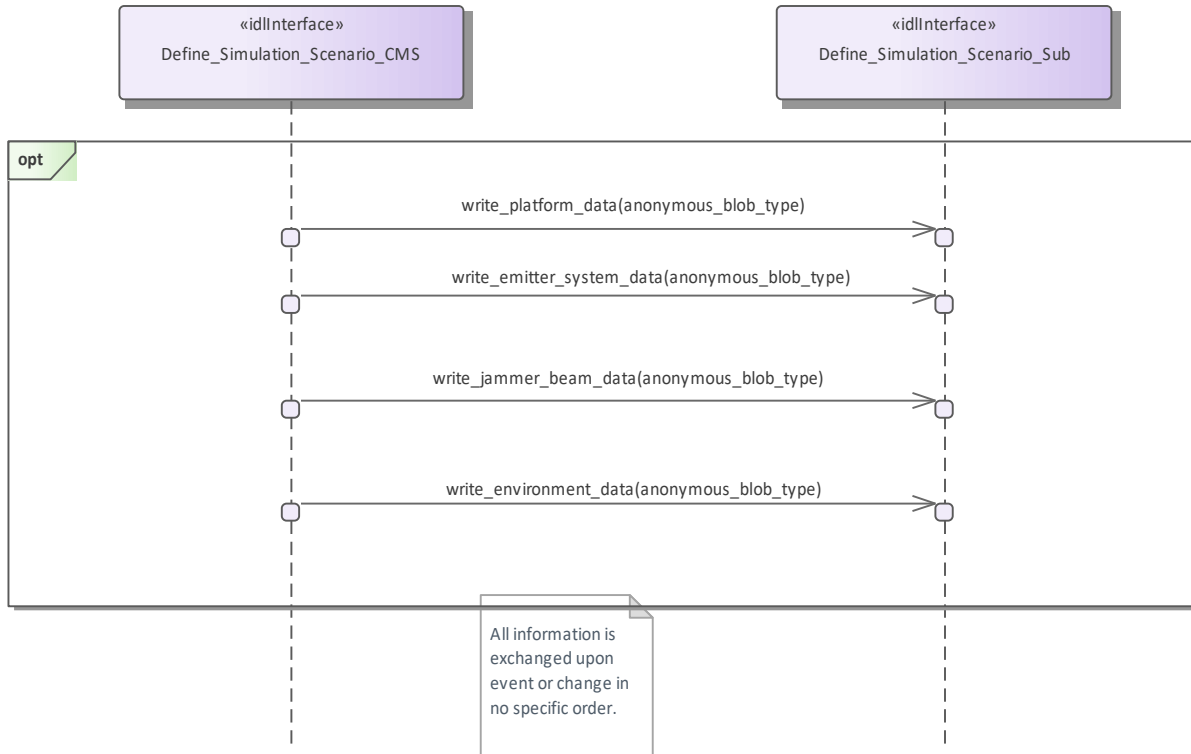 «idlInterface»
Define_Simulation_Scenario_CMS
«idlInterface»
Define_Simulation_Scenario_Sub
opt
write_platform_data(anonymous_blob_type)
write_emitter_system_data(anonymous_blob_type)
write_jammer_beam_data(anonymous_blob_type)
write_environment_data(anonymous_blob_type)
All information is
exchanged upon
event or change in
no specific order.